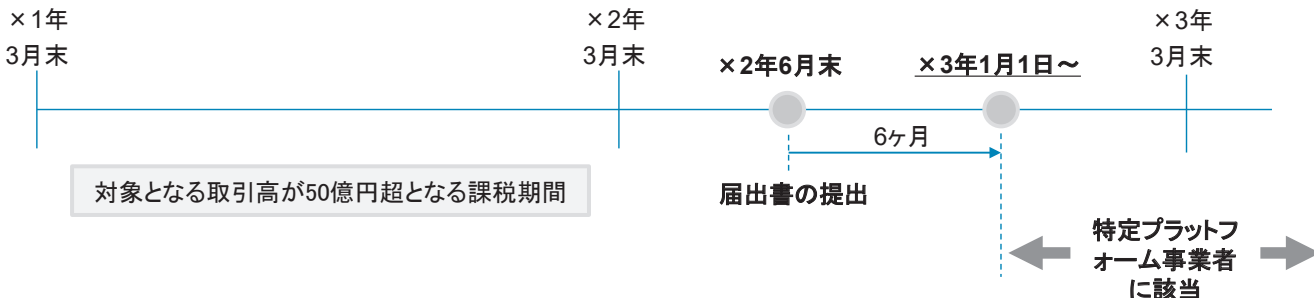 ×1年
3月末
×2年
3月末
×2年6月末
×3年1月1日～
×3年
3月末
6ヶ月
対象となる取引高が50億円超となる課税期間
届出書の提出
特定プラットフ
ォーム事業者
に該当